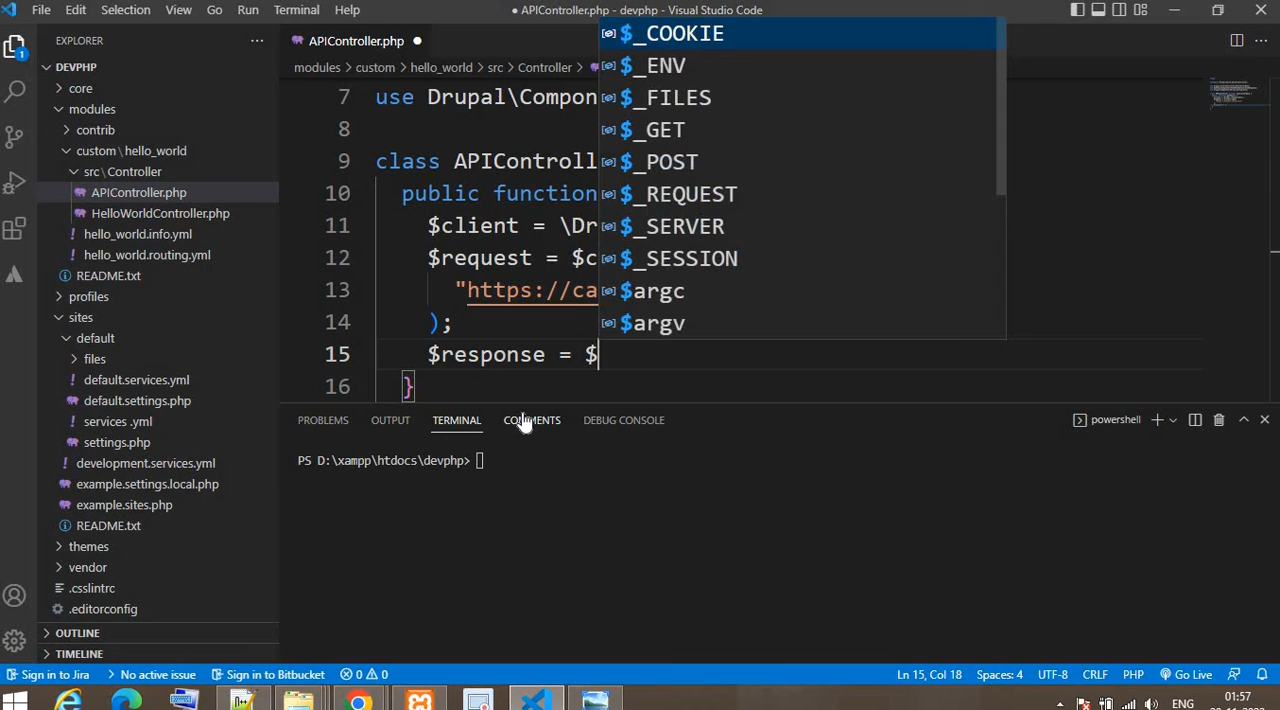 File Edit Selection View Go Run Terminal Help
● APIController.php - devphp - Visual Studio Code
EXPLORER
DEVPHP
core
modules
contrib
custom \ hello_world
src \ Controller
APIController.php
HelloWorldController.php
hello_world.info.yml
hello_world.routing.yml
README.txt
profiles
sites
default
files
default.services.yml
default.settings.php
services .yml
settings.php
development.services.yml
example.settings.local.php
example.sites.php
README.txt
themes
vendor
.csslintrc
.editorconfig
OUTLINE
TIMELINE
1
APIController.php ●
modules > custom > hello_world > src > Controller >
7 use Drupal\Compon
8
9 class APIControll
10 public function
11 $client = \Dr
12 $request = $c
13 "https://ca
14 );
15 $response = $
16 }
$_COOKIE
$_ENV
$_FILES
$_GET
$_POST
$_REQUEST
$_SERVER
$_SESSION
$argc
$argv
PROBLEMS OUTPUT TERMINAL DEBUG CONSOLE
powershell
PS D:\xampp\htdocs\devphp>
Sign in to Jira No active issue Sign in to Bitbucket 0 0 Ln 15, Col 18 Spaces: 4 UTF-8 CRLF PHP Go Live
ENG
01:57